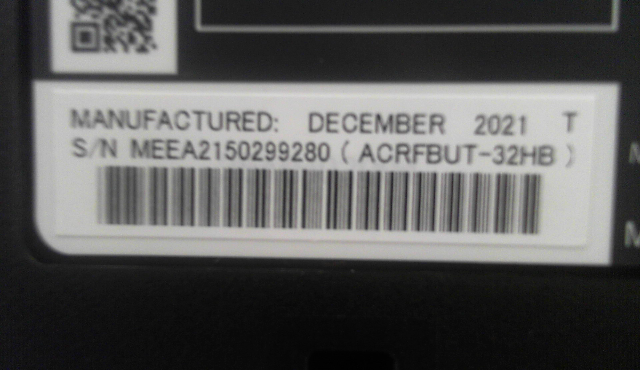 MANUFACTURED: DECEMBER 2021 T
S/N MEEA2150299280 ( ACRFBUT-32HB )